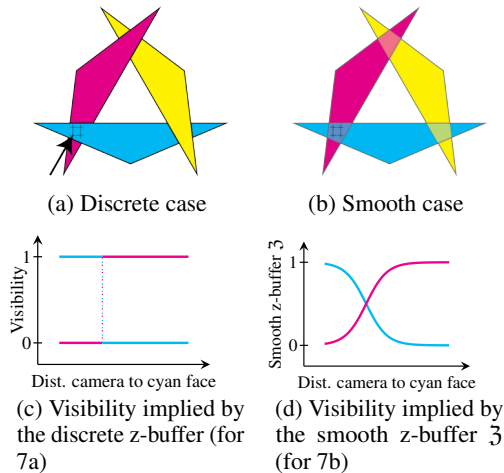 (a) Discrete case
(b) Smooth case
Visibility
1
0
Dist. camera to cyan face
Smooth z-buffer ℨ
1
0
Dist. camera to cyan face
(c) Visibility implied by
the discrete z-buffer (for
7a)
(d) Visibility implied by
the smooth z-buffer ℨ
(for 7b)